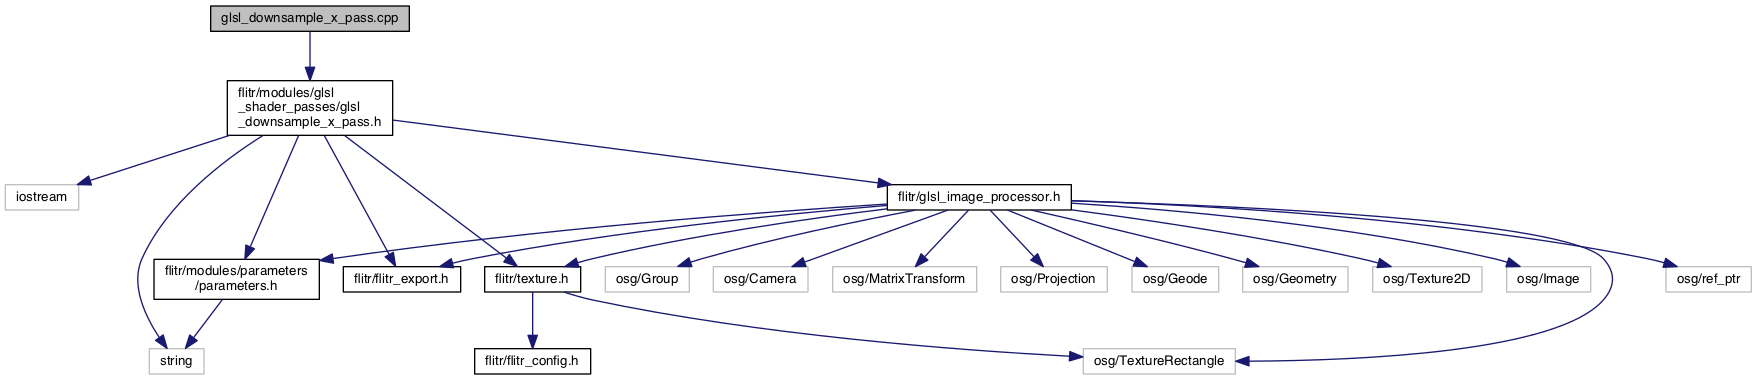 glsl_downsample_x_pass.cpp
flitr/modules/glsl
_shader_passes/glsl
_downsample_x_pass.h
iostream
flitr/glsl_image_processor.h
flitr/modules/parameters
/parameters.h
flitr/flitr_export.h
flitr/texture.h
osg/Group
osg/Camera
osg/MatrixTransform
osg/Projection
osg/Geode
osg/Geometry
osg/Texture2D
osg/Image
osg/ref_ptr
string
flitr/flitr_config.h
osg/TextureRectangle